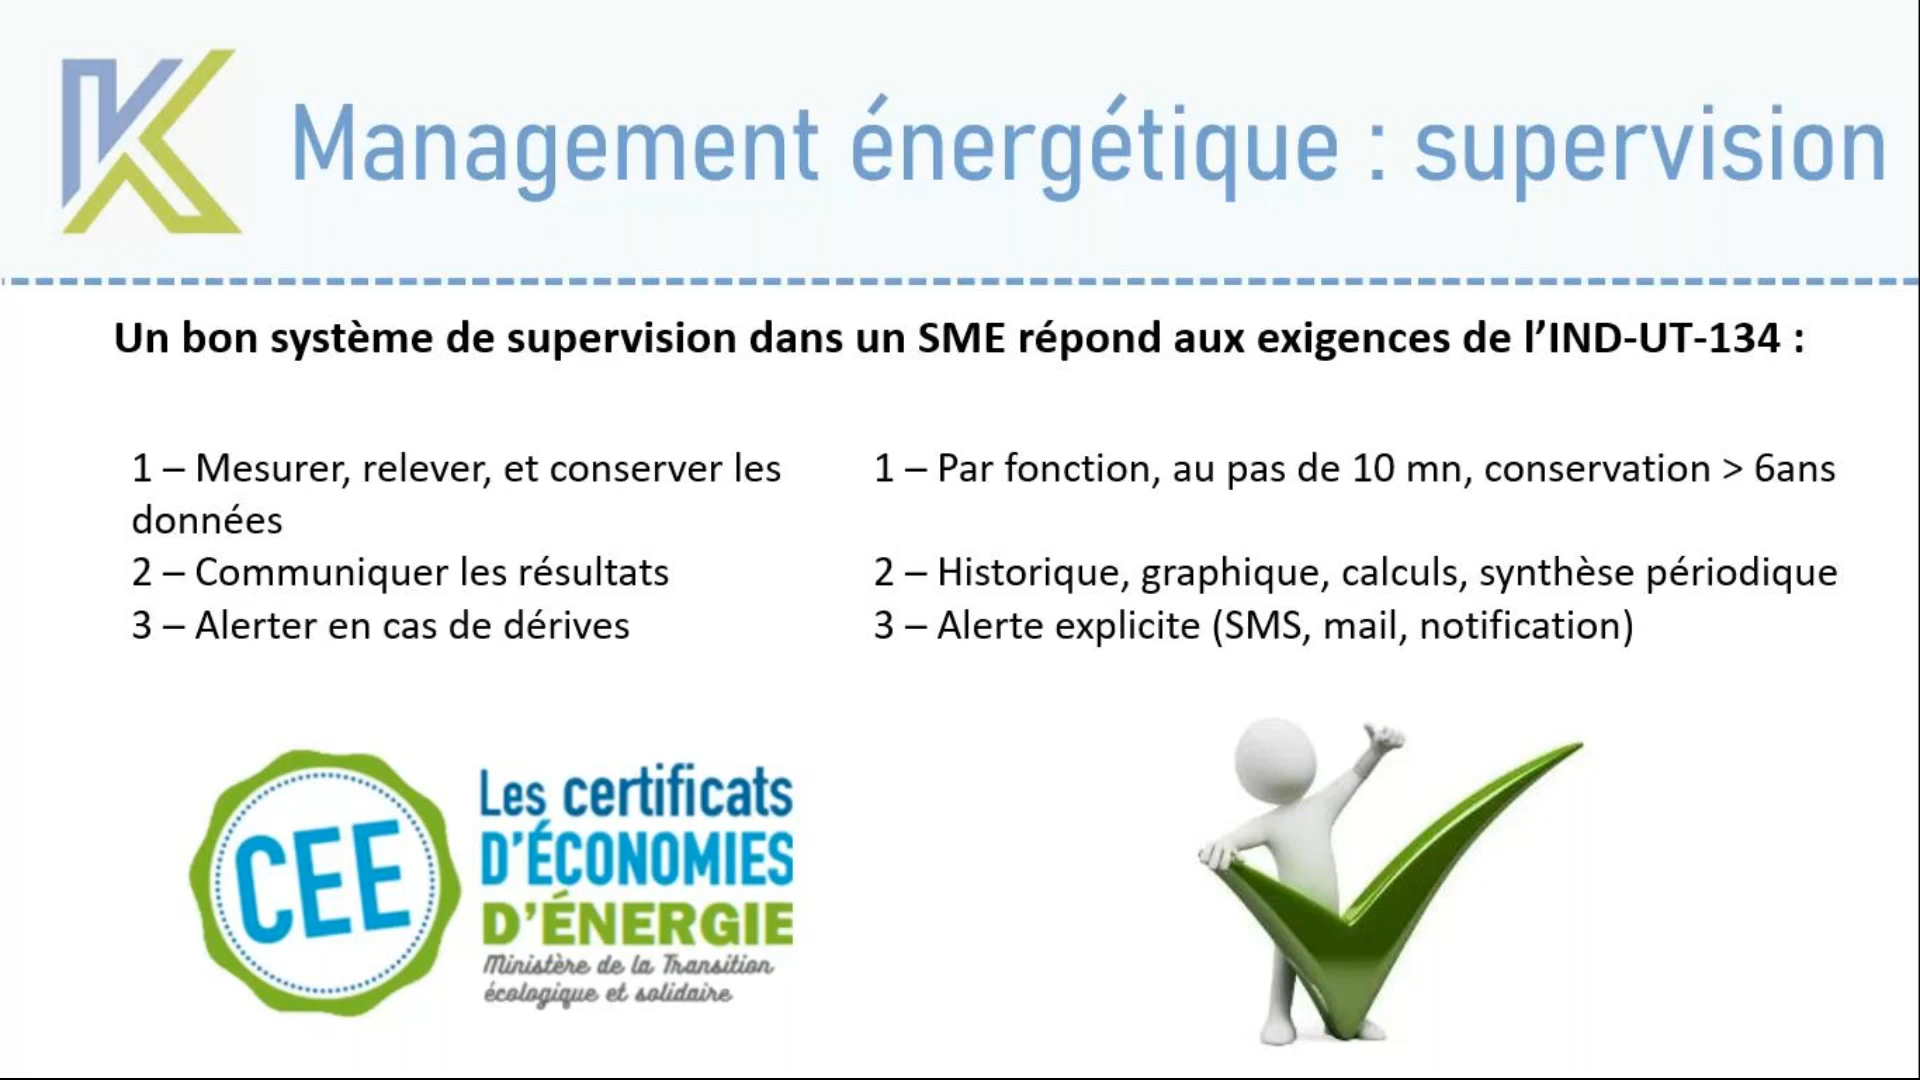 Management énergétique : supervision
Un bon système de supervision dans un SME répond aux exigences de l’IND-UT-134 :
1 – Mesurer, relever, et conserver les
données
2 – Communiquer les résultats
3 – Alerter en cas de dérives
1 – Par fonction, au pas de 10 mn, conservation > 6ans
2 – Historique, graphique, calculs, synthèse périodique
3 – Alerte explicite (SMS, mail, notification)
CEE
Les certificats
D’ÉCONOMIES
D’ÉNERGIE
Ministère de la Transition
écologique et solidaire